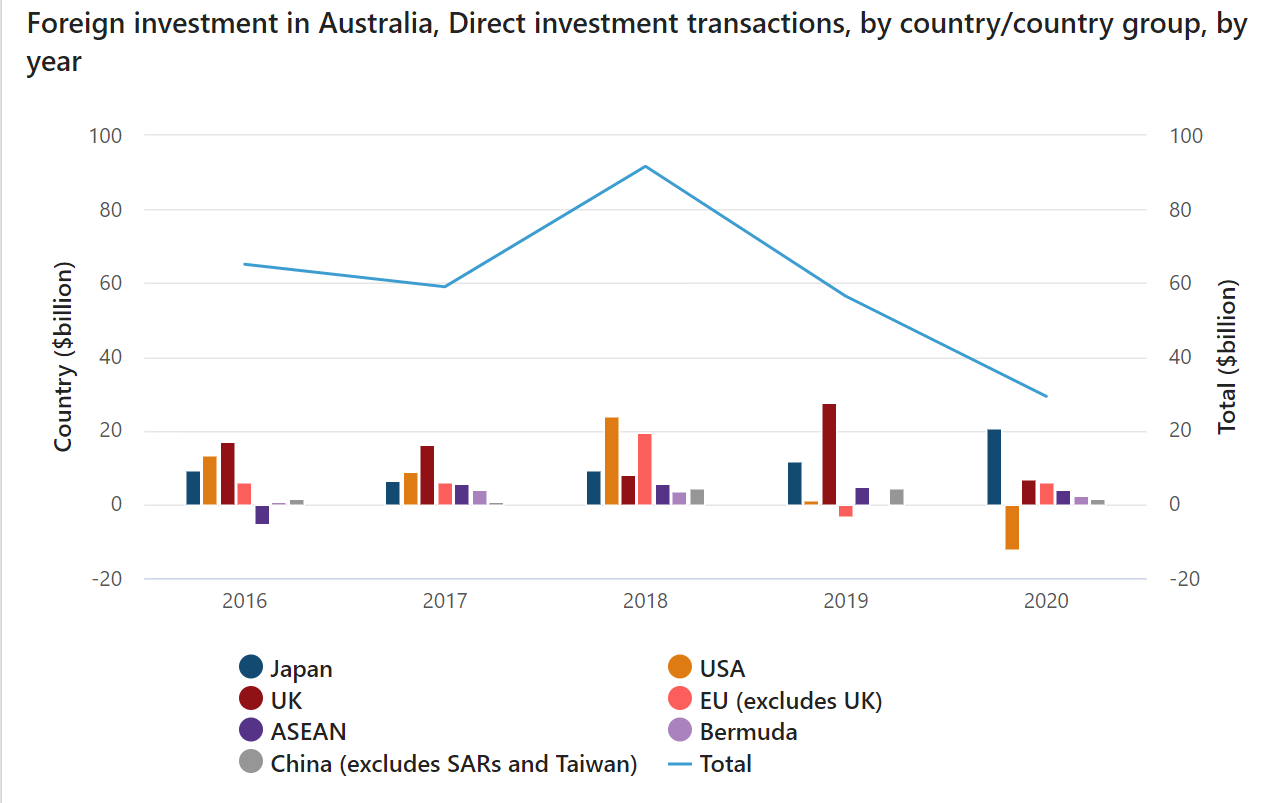 Foreign investment in Australia, Direct investment transactions, by country/country group, by
year
100
80
60
40
20
0
-20
Country ($billion)
100
80
60
40
20
0
-20
Total ($billion)
2016 2017 2018 2019 2020
Japan USA
UK EU (excludes UK)
ASEAN Bermuda
China (excludes SARs and Taiwan) Total